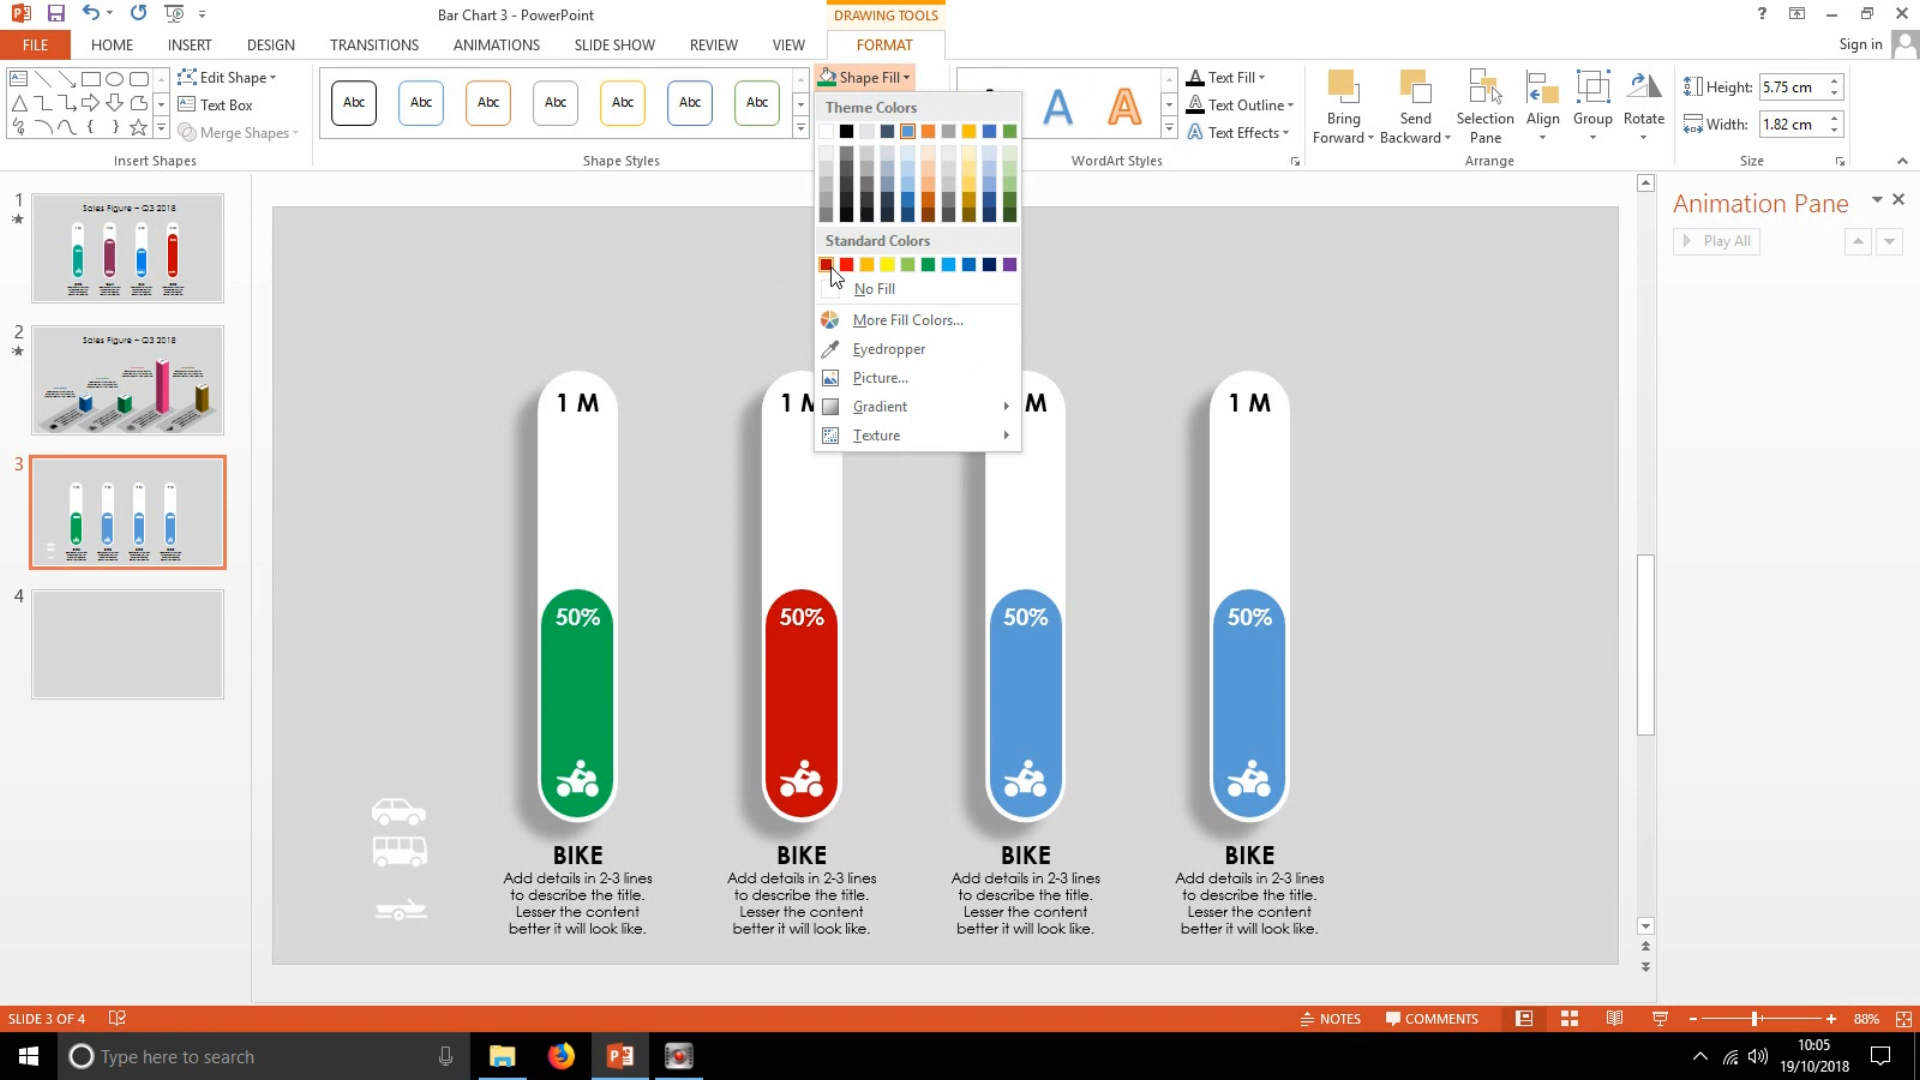 Bar Chart 3 - PowerPoint
DRAWING TOOLS
?
FILE HOME INSERT DESIGN TRANSITIONS ANIMATIONS SLIDE SHOW REVIEW VIEW FORMAT
Sign in
Edit Shape
Text Box
Merge Shapes
Insert Shapes
Abc Abc Abc Abc Abc Abc Abc
Shape Styles
Shape Fill
Theme Colors
Standard Colors
No Fill
More Fill Colors...
Eyedropper
Picture...
Gradient
Texture
A A
Text Fill
Text Outline
Text Effects
WordArt Styles
Bring
Forward
Send
Backward
Selection
Pane
Align
Group
Rotate
Arrange
Height: 5.75 cm
Width: 1.82 cm
Size
1
Sales Figure – Q3 2018
2
Sales Figure – Q3 2018
3
4
Animation Pane
Play All
1 M
50%
BIKE
Add details in 2-3 lines
to describe the title.
Lesser the content
better it will look like.
1 M
50%
BIKE
Add details in 2-3 lines
to describe the title.
Lesser the content
better it will look like.
M
50%
BIKE
Add details in 2-3 lines
to describe the title.
Lesser the content
better it will look like.
1 M
50%
BIKE
Add details in 2-3 lines
to describe the title.
Lesser the content
better it will look like.
SLIDE 3 OF 4
NOTES
COMMENTS
88%
Type here to search
10:05
19/10/2018